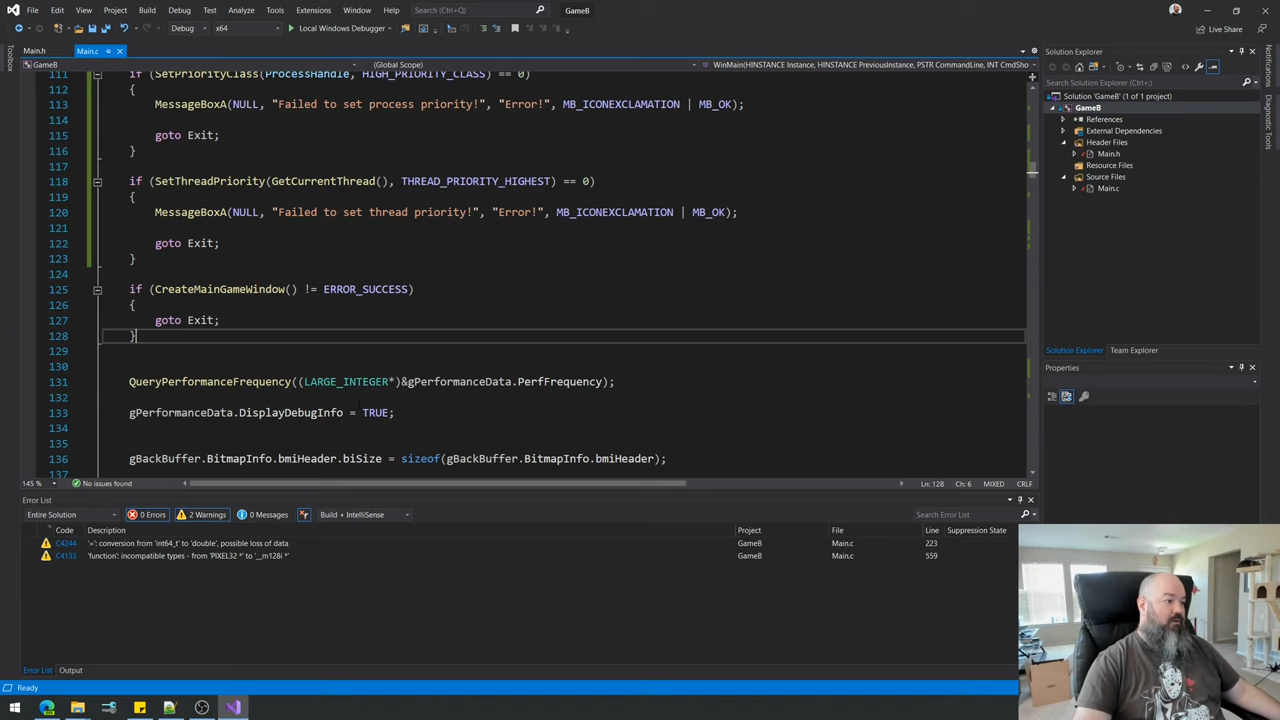 File Edit View Project Build Debug Test Analyze Tools Extensions Window Help Search (Ctrl+Q) GameB
Debug x64 Local Windows Debugger Live Share
Toolbox
Main.h Main.c
GameB (Global Scope) WinMain(HINSTANCE Instance, HINSTANCE PreviousInstance, PSTR CommandLine, INT CmdSho
111 if (SetPriorityClass(ProcessHandle, HIGH_PRIORITY_CLASS) == 0)
112 {
113 MessageBoxA(NULL, "Failed to set process priority!", "Error!", MB_ICONEXCLAMATION | MB_OK);
114
115 goto Exit;
116 }
117
118 if (SetThreadPriority(GetCurrentThread(), THREAD_PRIORITY_HIGHEST) == 0)
119 {
120 MessageBoxA(NULL, "Failed to set thread priority!", "Error!", MB_ICONEXCLAMATION | MB_OK);
121
122 goto Exit;
123 }
124
125 if (CreateMainGameWindow() != ERROR_SUCCESS)
126 {
127 goto Exit;
128 }
129
130
131 QueryPerformanceFrequency((LARGE_INTEGER*)&gPerformanceData.PerfFrequency);
132
133 gPerformanceData.DisplayDebugInfo = TRUE;
134
135
136 gBackBuffer.BitmapInfo.bmiHeader.biSize = sizeof(gBackBuffer.BitmapInfo.bmiHeader);
137
145 % No issues found Ln: 128 Ch: 6 MIXED CRLF
Solution Explorer
Search Solution Explorer (Ctrl+;)
Solution 'GameB' (1 of 1 project)
GameB
References
External Dependencies
Header Files
Main.h
Resource Files
Source Files
Main.c
Solution Explorer Team Explorer
Properties
Notifications
Diagnostic Tools
Error List
Entire Solution 0 Errors 2 Warnings 0 Messages Build + IntelliSense Search Error List
Code Description Project File Line Suppression State
C4244 '=': conversion from 'int64_t' to 'double', possible loss of data GameB Main.c 223
C4133 'function': incompatible types - from 'PIXEL32 *' to '__m128i *' GameB Main.c 559
Error List Output
Ready